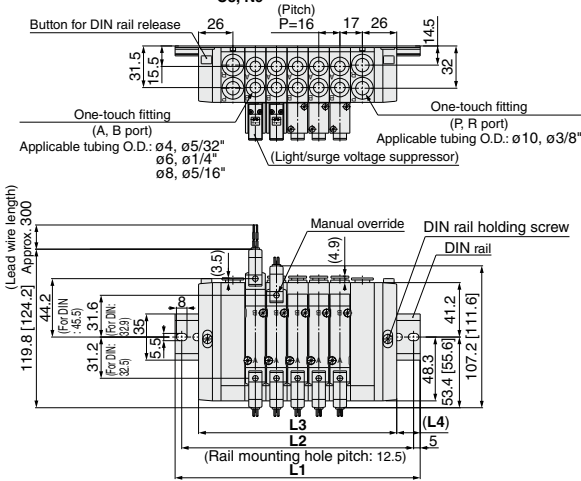 (Pitch)
P=16
26
17
26
14.5
Button for DIN rail release
31.5
15.5
32
One-touch fitting
(A, B port)
Applicable tubing O.D.: ø4, ø5/32"
ø6, ø1/4"
ø8, ø5/16"
One-touch fitting
(P, R port)
Applicable tubing O.D.: ø10, ø3/8"
(Light/surge voltage suppressor)
(Lead wire length)
Approx. 300
Manual override
DIN rail holding screw
DIN rail
(3.5)
(4.9)
119.8 [124.2]
44.2
(For DIN
: 45.5)
31.6
(For DIN:
32.9)
35
8
5.5
31.2
(For DIN:
32.5)
41.2
107.2 [111.6]
48.3
53.4 [55.6]
A
B
L3
(L4)
L2
5
(Rail mounting hole pitch: 12.5)
L1